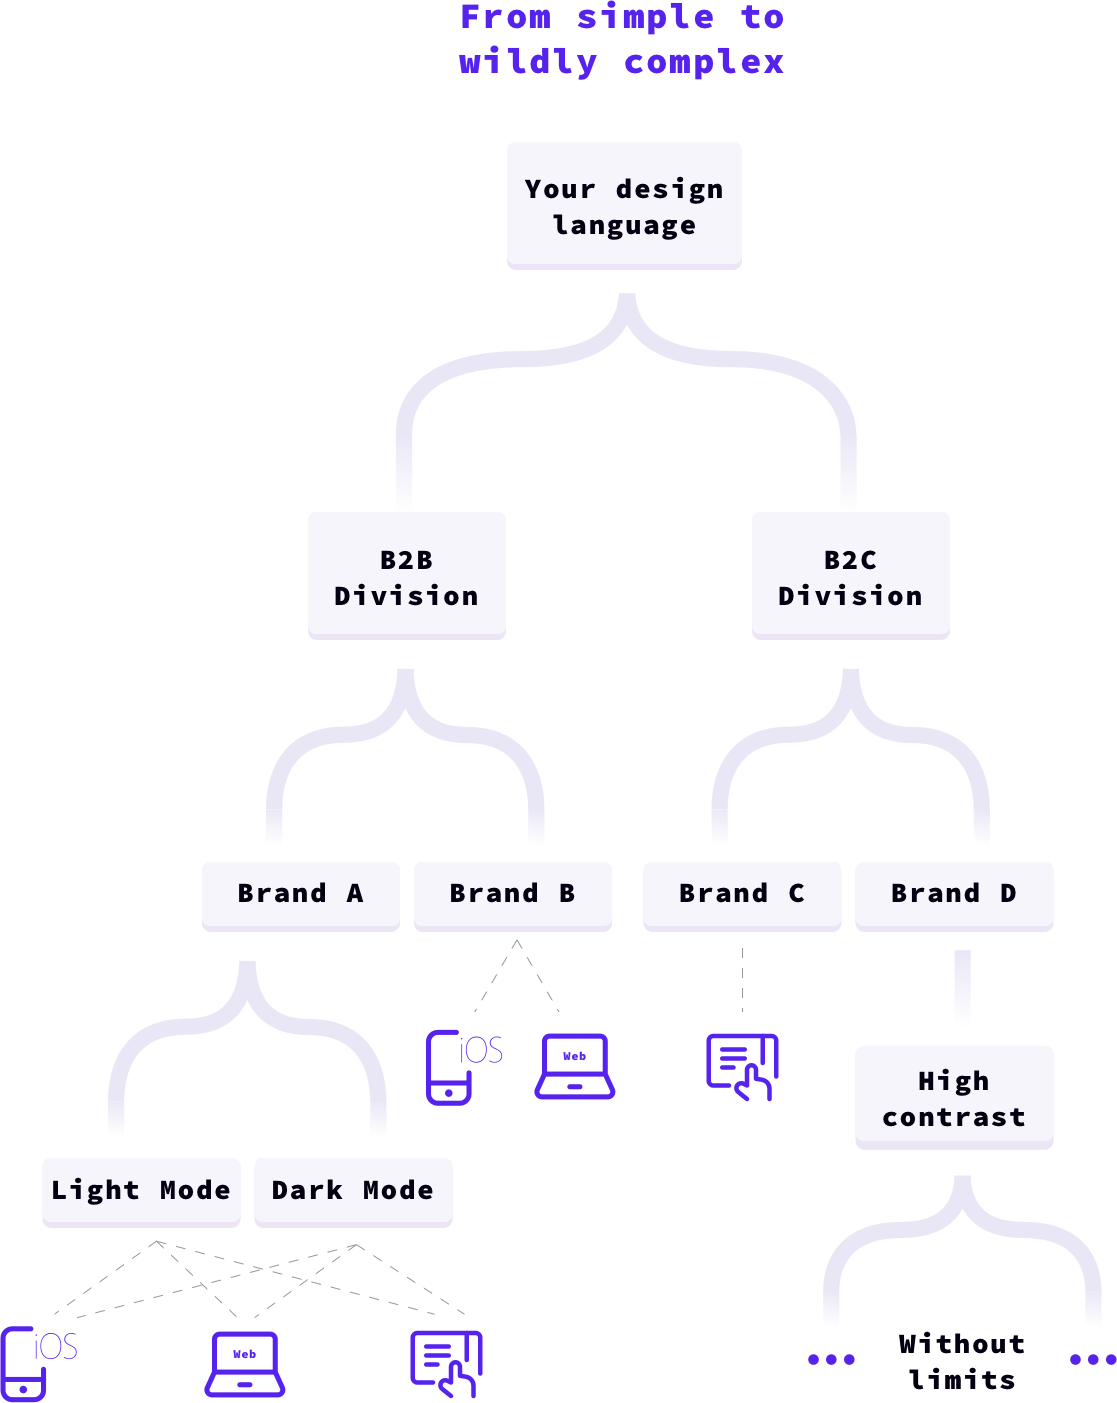 From simple to
wildly complex
Your design
language
B2B
Division
B2C
Division
Brand A
Brand B
Brand C
Brand D
iOS
Web
High
contrast
Light Mode
Dark Mode
iOS
Web
•••
Without
limits
•••